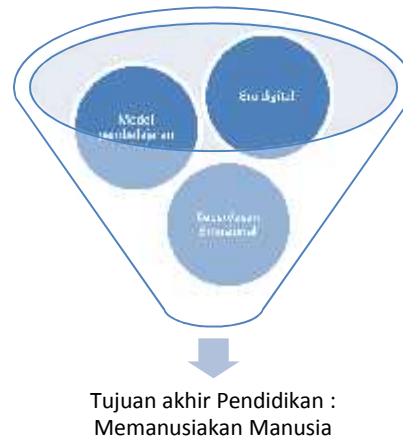 Era digital
Model
pembelajaran
Kecerdasan
Emosional
Tujuan akhir Pendidikan :
Memanusiakan Manusia